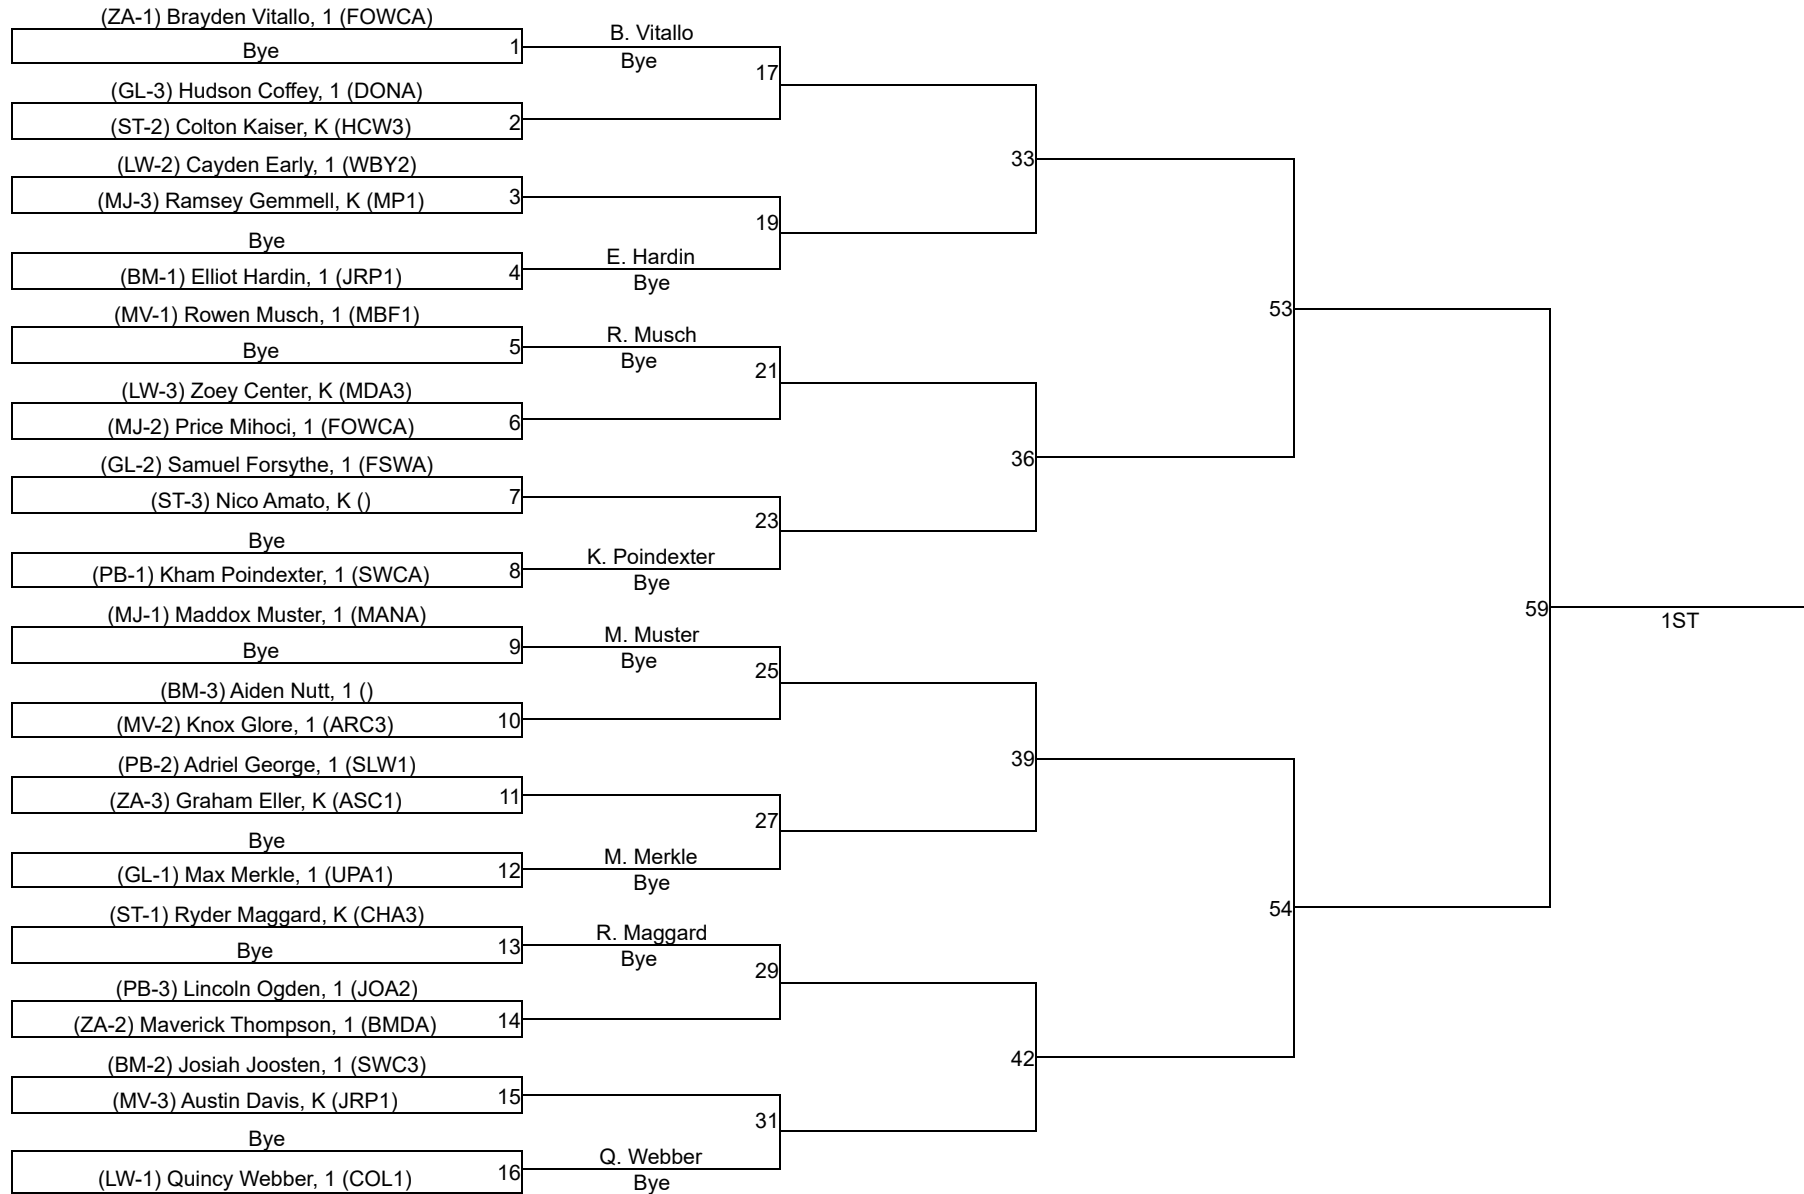 (ZA-1) Brayden Vitallo, 1 (FOWCA)
Bye
1
(GL-3) Hudson Coffey, 1 (DONA)
(ST-2) Colton Kaiser, K (HCW3)
2
(LW-2) Cayden Early, 1 (WBY2)
(MJ-3) Ramsey Gemmell, K (MP1)
3
Bye
(BM-1) Elliot Hardin, 1 (JRP1)
4
(MV-1) Rowen Musch, 1 (MBF1)
Bye
5
(LW-3) Zoey Center, K (MDA3)
(MJ-2) Price Mihoci, 1 (FOWCA)
6
(GL-2) Samuel Forsythe, 1 (FSWA)
(ST-3) Nico Amato, K ()
7
Bye
(PB-1) Kham Poindexter, 1 (SWCA)
8
(MJ-1) Maddox Muster, 1 (MANA)
Bye
9
(BM-3) Aiden Nutt, 1 ()
(MV-2) Knox Glore, 1 (ARC3)
10
(PB-2) Adriel George, 1 (SLW1)
(ZA-3) Graham Eller, K (ASC1)
11
Bye
(GL-1) Max Merkle, 1 (UPA1)
12
(ST-1) Ryder Maggard, K (CHA3)
Bye
13
(PB-3) Lincoln Ogden, 1 (JOA2)
(ZA-2) Maverick Thompson, 1 (BMDA)
14
(BM-2) Josiah Joosten, 1 (SWC3)
(MV-3) Austin Davis, K (JRP1)
15
Bye
(LW-1) Quincy Webber, 1 (COL1)
16
B. Vitallo
Bye
17
19
E. Hardin
Bye
R. Musch
Bye
21
23
K. Poindexter
Bye
M. Muster
Bye
25
27
M. Merkle
Bye
R. Maggard
Bye
29
31
Q. Webber
Bye
33
36
39
42
53
54
59
1ST